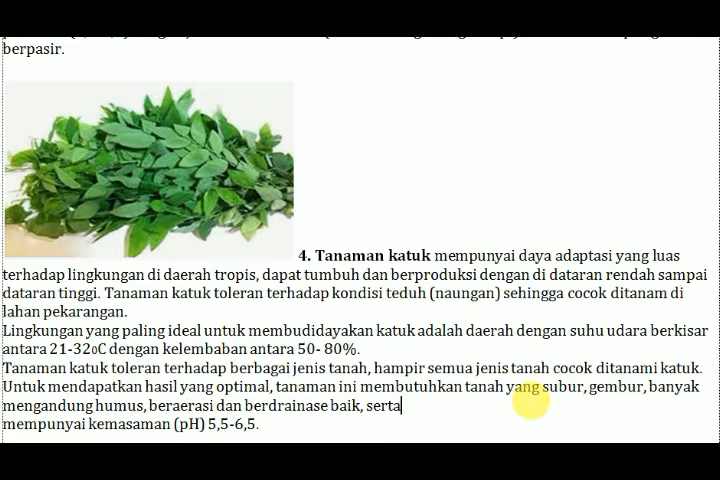 berpasir.
4. Tanaman katuk mempunyai daya adaptasi yang luas
terhadap lingkungan di daerah tropis, dapat tumbuh dan berproduksi dengan di dataran rendah sampai
dataran tinggi. Tanaman katuk toleran terhadap kondisi teduh (naungan) sehingga cocok ditanam di
lahan pekarangan.
Lingkungan yang paling ideal untuk membudidayakan katuk adalah daerah dengan suhu udara berkisar
antara 21-320C dengan kelembaban antara 50- 80%.
Tanaman katuk toleran terhadap berbagai jenis tanah, hampir semua jenis tanah cocok ditanami katuk.
Untuk mendapatkan hasil yang optimal, tanaman ini membutuhkan tanah yang subur, gembur, banyak
mengandung humus, beraerasi dan berdrainase baik, serta
mempunyai kemasaman (pH) 5,5-6,5.